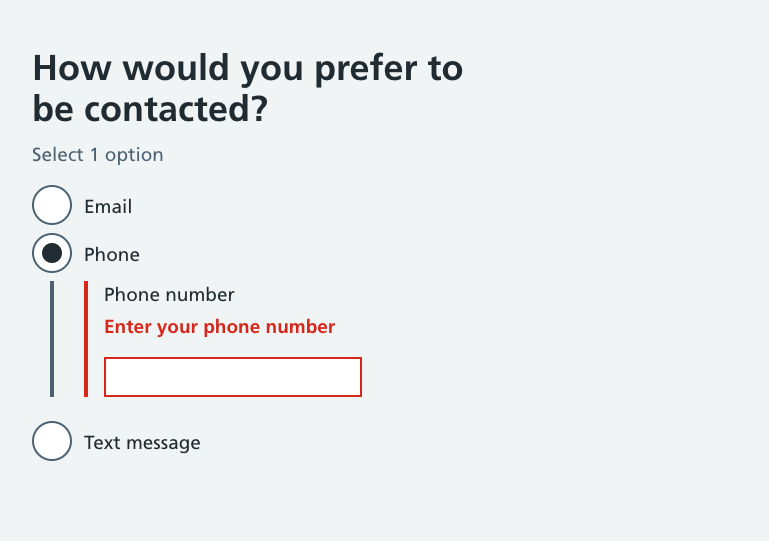 How would you prefer to
be contacted?
Select 1 option
Email
Phone
Phone number
Enter your phone number
Text message